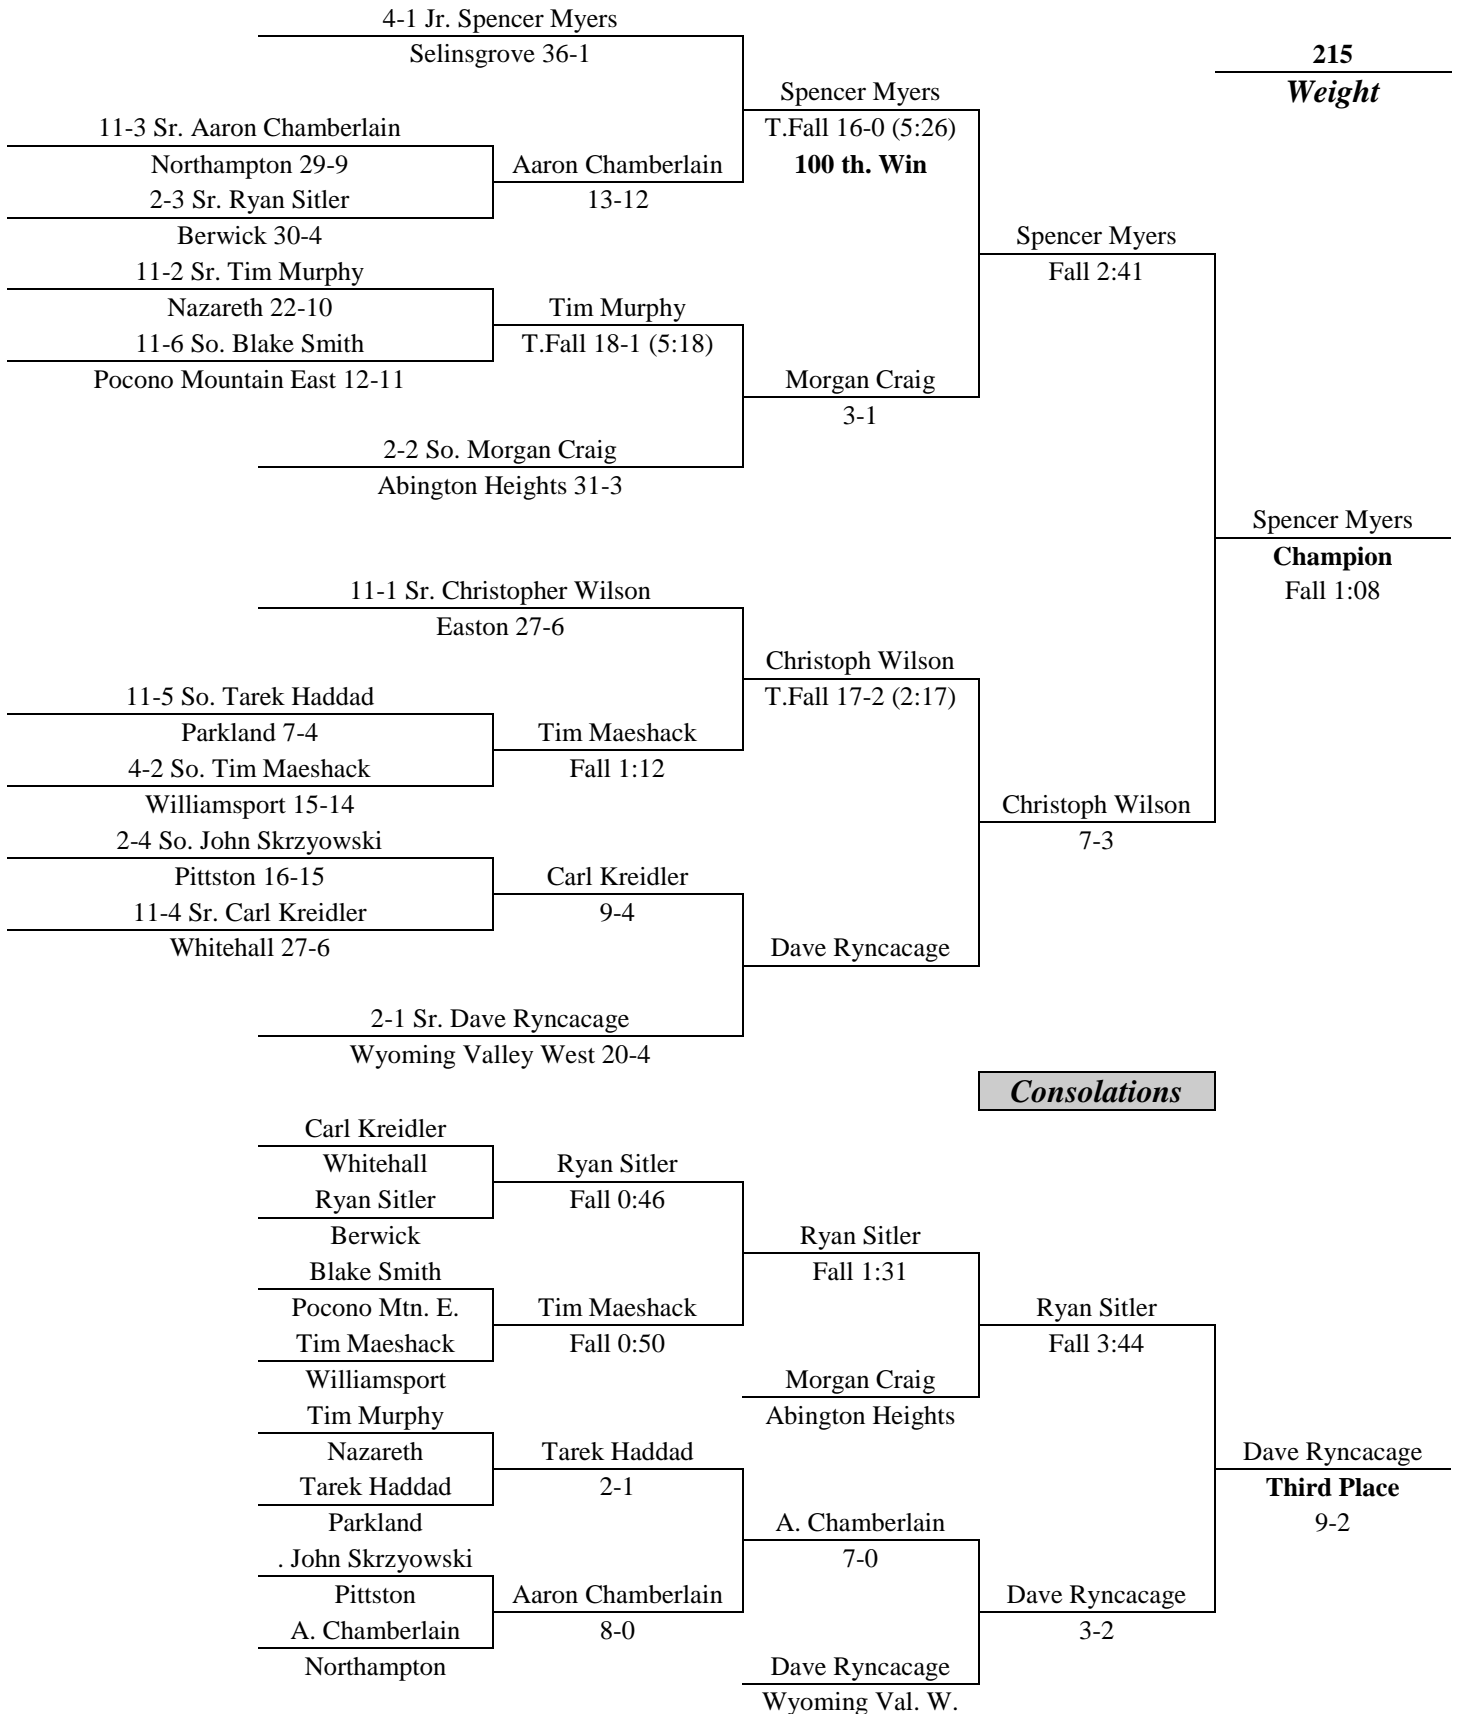 4-1 Jr. Spencer Myers
Selinsgrove 36-1
215
Weight
Spencer Myers
T.Fall 16-0 (5:26)
100 th. Win
11-3 Sr. Aaron Chamberlain
Northampton 29-9
Aaron Chamberlain
2-3 Sr. Ryan Sitler
13-12
Berwick 30-4
Spencer Myers
Fall 2:41
11-2 Sr. Tim Murphy
Nazareth 22-10
Tim Murphy
11-6 So. Blake Smith
T.Fall 18-1 (5:18)
Pocono Mountain East 12-11
Morgan Craig
3-1
2-2 So. Morgan Craig
Abington Heights 31-3
Spencer Myers
Champion
Fall 1:08
11-1 Sr. Christopher Wilson
Easton 27-6
Christoph Wilson
T.Fall 17-2 (2:17)
11-5 So. Tarek Haddad
Parkland 7-4
Tim Maeshack
4-2 So. Tim Maeshack
Fall 1:12
Williamsport 15-14
Christoph Wilson
7-3
2-4 So. John Skrzyowski
Pittston 16-15
Carl Kreidler
11-4 Sr. Carl Kreidler
9-4
Whitehall 27-6
Dave Ryncacage
2-1 Sr. Dave Ryncacage
Wyoming Valley West 20-4
Consolations
Carl Kreidler
Whitehall
Ryan Sitler
Ryan Sitler
Fall 0:46
Berwick
Ryan Sitler
Fall 1:31
Blake Smith
Pocono Mtn. E.
Tim Maeshack
Tim Maeshack
Fall 0:50
Williamsport
Ryan Sitler
Fall 3:44
Morgan Craig
Abington Heights
Tim Murphy
Nazareth
Tarek Haddad
Tarek Haddad
2-1
Parkland
Dave Ryncacage
Third Place
9-2
A. Chamberlain
7-0
. John Skrzyowski
Pittston
Aaron Chamberlain
A. Chamberlain
8-0
Northampton
Dave Ryncacage
3-2
Dave Ryncacage
Wyoming Val. W.